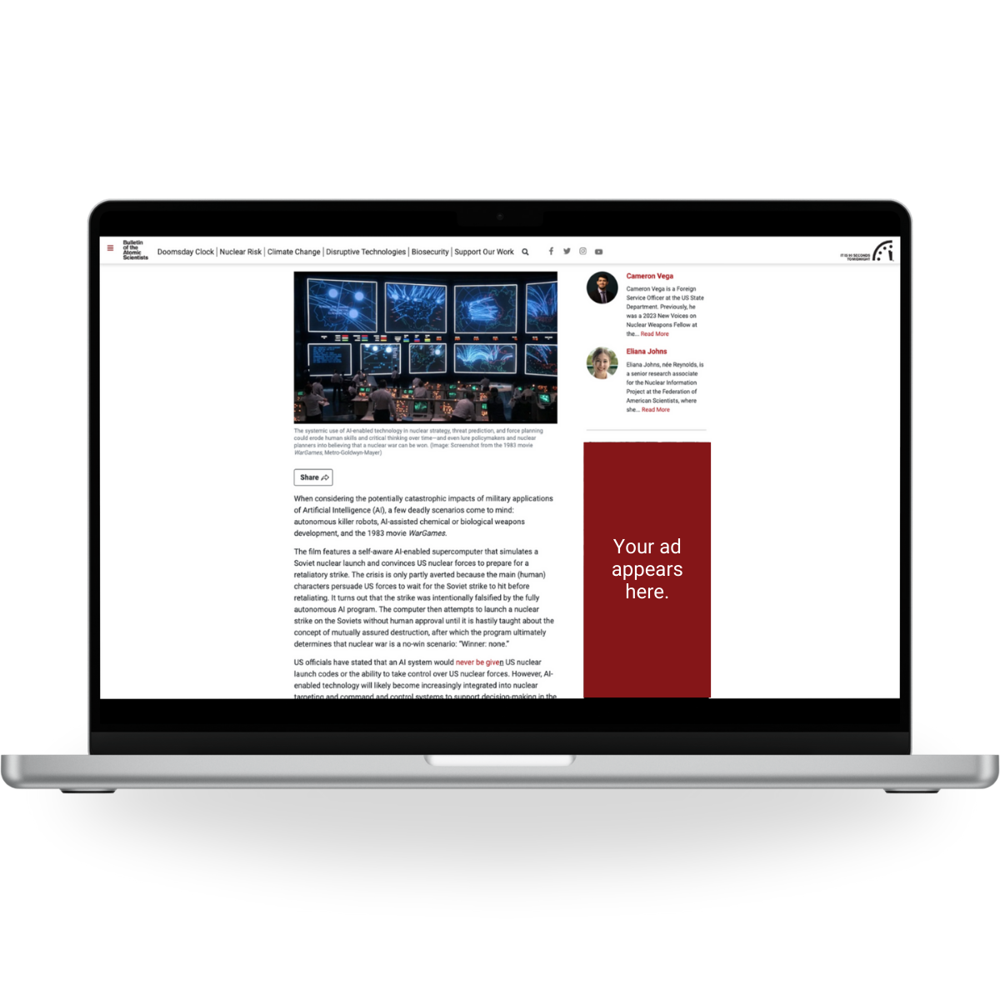 Bulletin
of the
Atomic
Scientists
Doomsday Clock | Nuclear Risk | Climate Change | Disruptive Technologies | Biosecurity | Support Our Work
IT IS 90 SECONDS
TO MIDNIGHT
The systemic use of AI-enabled technology in nuclear strategy, threat prediction, and force planning
could erode human skills and critical thinking over time—and even lure policymakers and nuclear
planners into believing that a nuclear war can be won. (Image: Screenshot from the 1983 movie
WarGames, Metro-Goldwyn-Mayer)
Share
When considering the potentially catastrophic impacts of military applications
of Artificial Intelligence (AI), a few deadly scenarios come to mind:
autonomous killer robots, AI-assisted chemical or biological weapons
development, and the 1983 movie WarGames.
The film features a self-aware AI-enabled supercomputer that simulates a
Soviet nuclear launch and convinces US nuclear forces to prepare for a
retaliatory strike. The crisis is only partly averted because the main (human)
characters persuade US forces to wait for the Soviet strike to hit before
retaliating. It turns out that the strike was intentionally falsified by the fully
autonomous AI program. The computer then attempts to launch a nuclear
strike on the Soviets without human approval until it is hastily taught about the
concept of mutually assured destruction, after which the program ultimately
determines that nuclear war is a no-win scenario: “Winner: none.”
US officials have stated that an AI system would never be given US nuclear
launch codes or the ability to take control over US nuclear forces. However, AI-
enabled technology will likely become increasingly integrated into nuclear
targeting and command and control systems to support decision-making in the
Cameron Vega
Cameron Vega is a Foreign
Service Officer at the US State
Department. Previously, he
was a 2023 New Voices on
Nuclear Weapons Fellow at
the... Read More
Eliana Johns
Eliana Johns, née Reynolds, is
a senior research associate
for the Nuclear Information
Project at the Federation of
American Scientists, where
she... Read More
Your ad
appears
here.